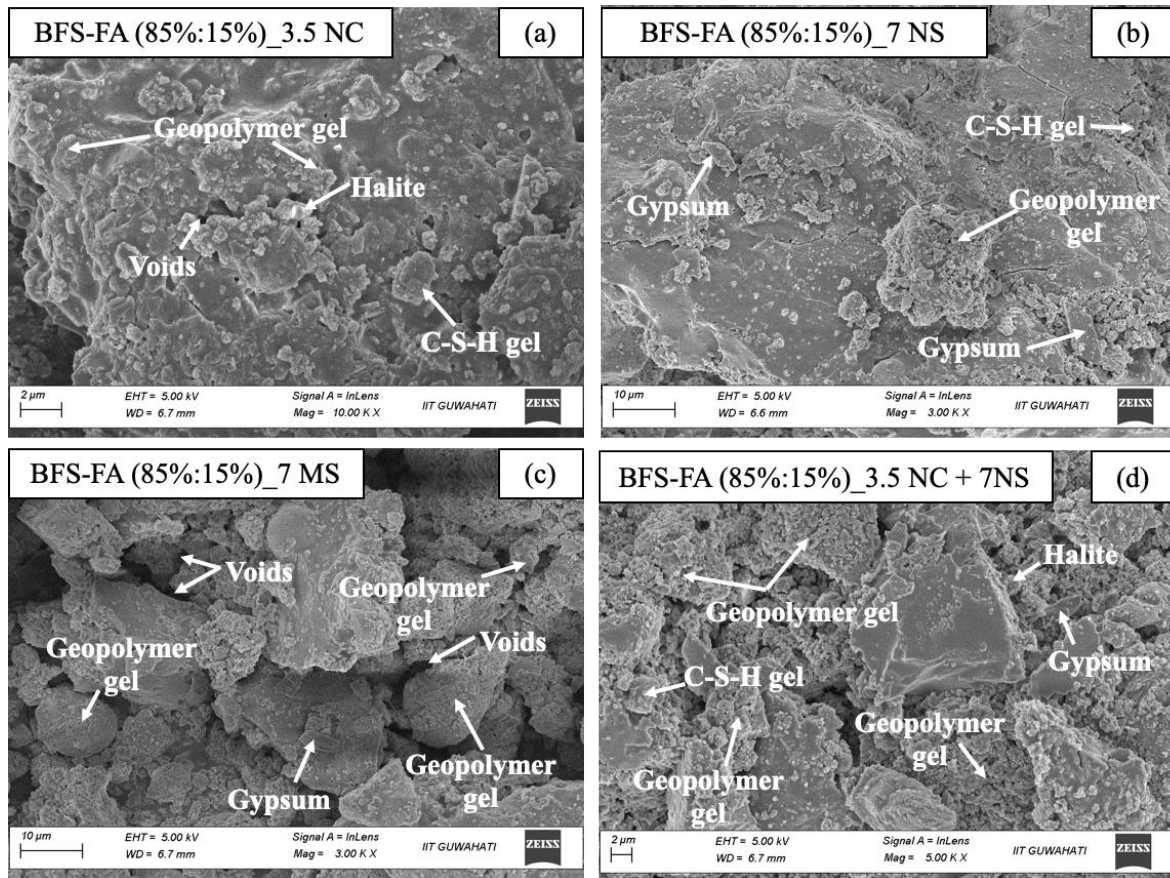 BFS-FA (85%:15%)_3.5 NC
(a)
Geopolymer gel
Halite
Voids
C-S-H gel
2 µm
EHT = 5.00 kV
WD = 6.7 mm
Signal A = InLens
Mag = 10.00 K X
IIT GUWAHATI
ZEISS
BFS-FA (85%:15%)_7 NS
(b)
C-S-H gel
Gypsum
Geopolymer
gel
Gypsum
10 µm
EHT = 5.00 kV
WD = 6.6 mm
Signal A = InLens
Mag = 3.00 K X
IIT GUWAHATI
ZEISS
BFS-FA (85%:15%)_7 MS
(c)
Voids
Geopolymer
gel
Geopolymer
gel
Voids
Geopolymer
gel
Gypsum
10 µm
EHT = 5.00 kV
WD = 6.7 mm
Signal A = InLens
Mag = 3.00 K X
IIT GUWAHATI
ZEISS
BFS-FA (85%:15%)_3.5 NC + 7NS
(d)
Halite
Geopolymer gel
Gypsum
C-S-H gel
Geopolymer
gel
Geopolymer
gel
2 µm
EHT = 5.00 kV
WD = 6.7 mm
Signal A = InLens
Mag = 5.00 K X
IIT GUWAHATI
ZEISS